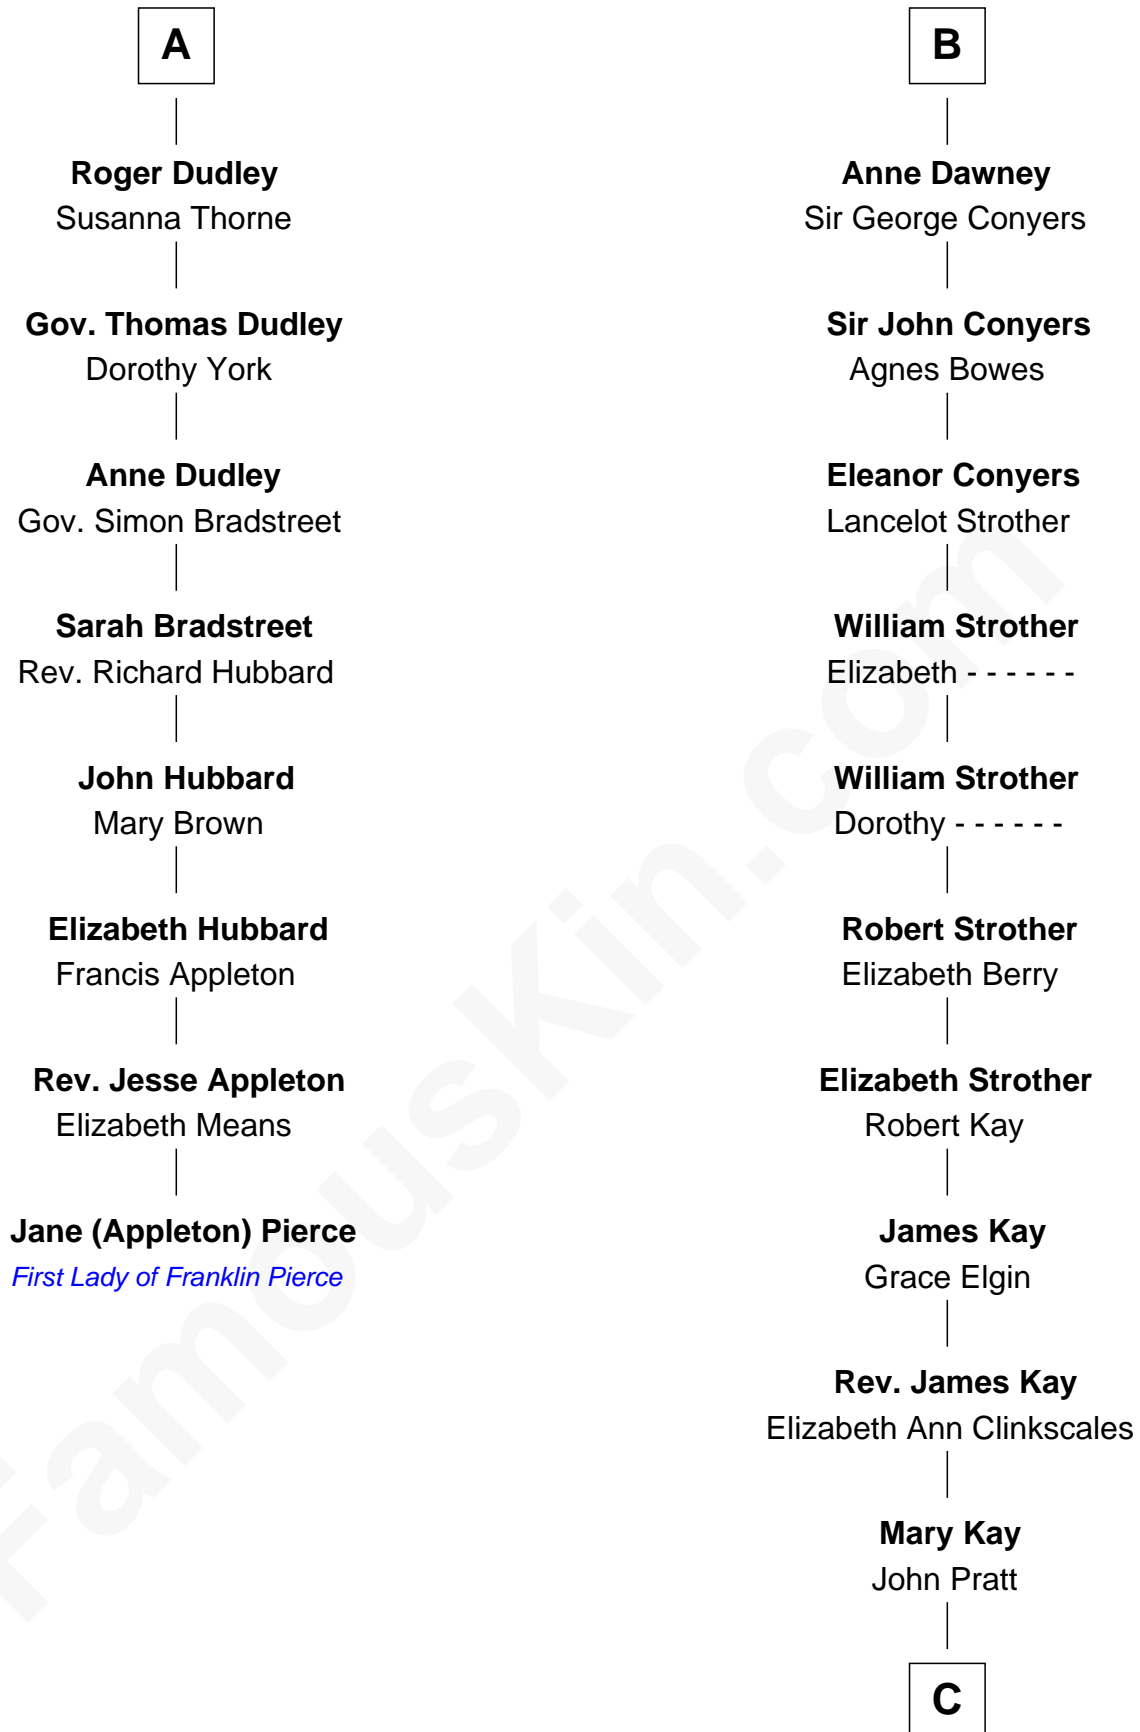 A
Roger Dudley
Susanna Thorne
Gov. Thomas Dudley
Dorothy York
Anne Dudley
Gov. Simon Bradstreet
Sarah Bradstreet
Rev. Richard Hubbard
John Hubbard
Mary Brown
Elizabeth Hubbard
Francis Appleton
Rev. Jesse Appleton
Elizabeth Means
Jane (Appleton) Pierce
First Lady of Franklin Pierce
B
Anne Dawney
Sir George Conyers
Sir John Conyers
Agnes Bowes
Eleanor Conyers
Lancelot Strother
William Strother
Elizabeth - - - - - -
William Strother
Dorothy - - - - - -
Robert Strother
Elizabeth Berry
Elizabeth Strother
Robert Kay
James Kay
Grace Elgin
Rev. James Kay
Elizabeth Ann Clinkscales
Mary Kay
John Pratt
C
FamousKin.com